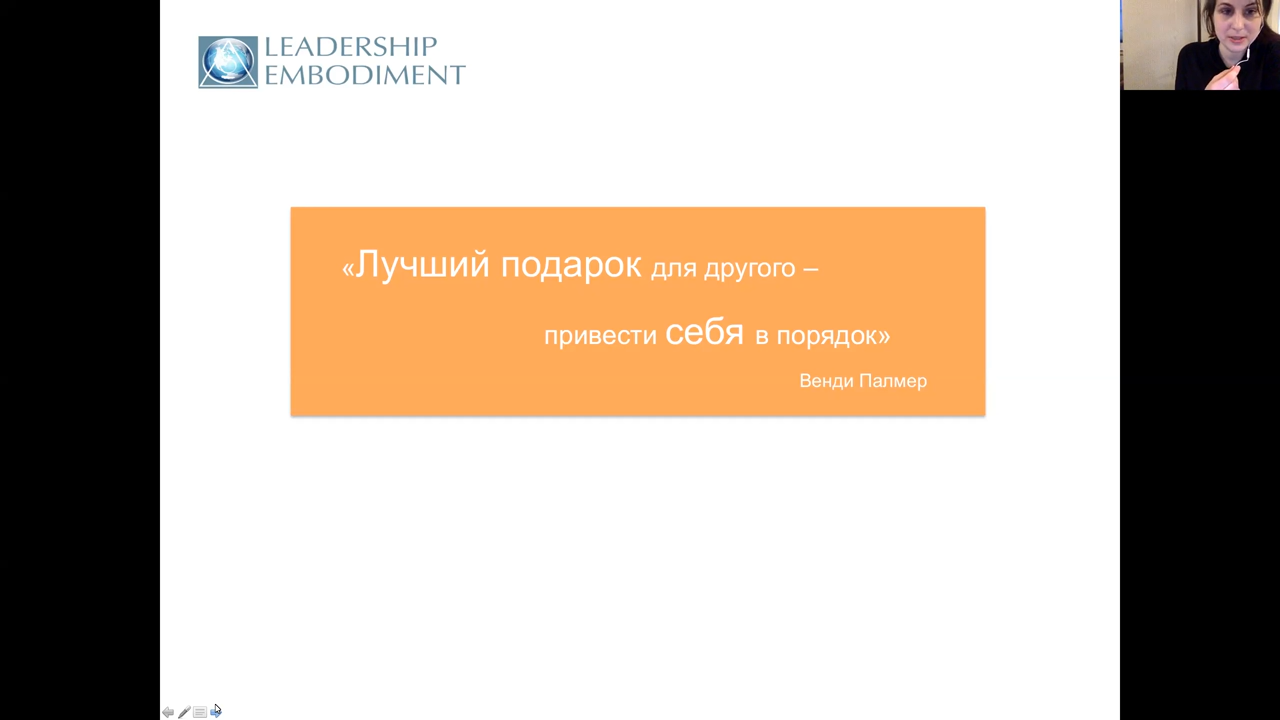 LEADERSHIP
EMBODIMENT
«Лучший подарок для другого –
привести себя в порядок»
Венди Палмер